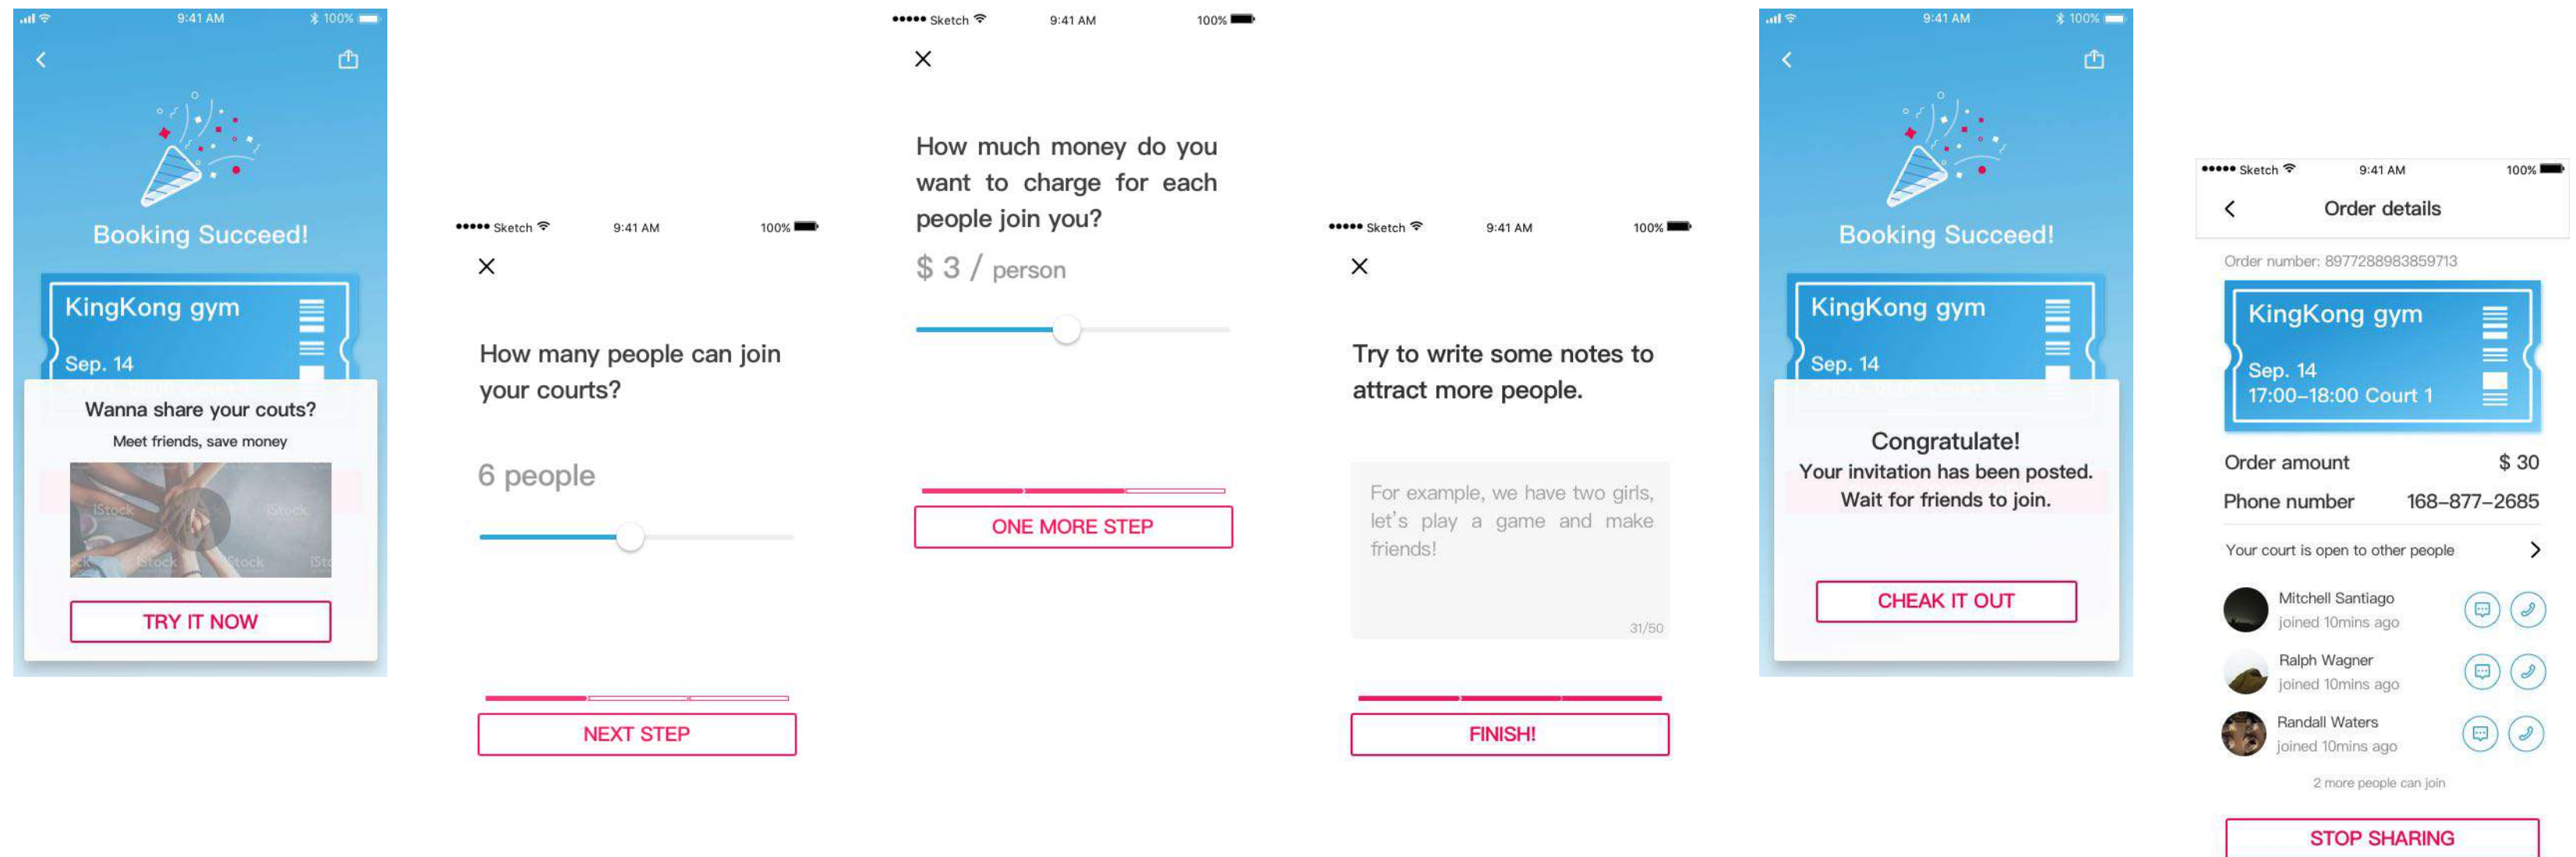 9:41 AM
100%
Booking Succeed!
KingKong gym
Sep. 14
Wanna share your couts?
Meet friends, save money
iStock
iStock
iStock
TRY IT NOW
Sketch
9:41 AM
100%
How many people can join
your courts?
6 people
NEXT STEP
Sketch
9:41 AM
100%
How much money do you
want to charge for each
people join you?
$ 3 / person
ONE MORE STEP
Sketch
9:41 AM
100%
Try to write some notes to
attract more people.
For example, we have two girls,
let's play a game and make
friends!
31/50
FINISH!
9:41 AM
100%
Booking Succeed!
KingKong gym
Sep. 14
Congratulate!
Your invitation has been posted.
Wait for friends to join.
CHEAK IT OUT
Sketch
9:41 AM
100%
Order details
Order number: 8977288983859713
KingKong gym
Sep. 14
17:00–18:00 Court 1
Order amount $ 30
Phone number 168–877–2685
Your court is open to other people
Mitchell Santiago
joined 10mins ago
Ralph Wagner
joined 10mins ago
Randall Waters
joined 10mins ago
2 more people can join
STOP SHARING